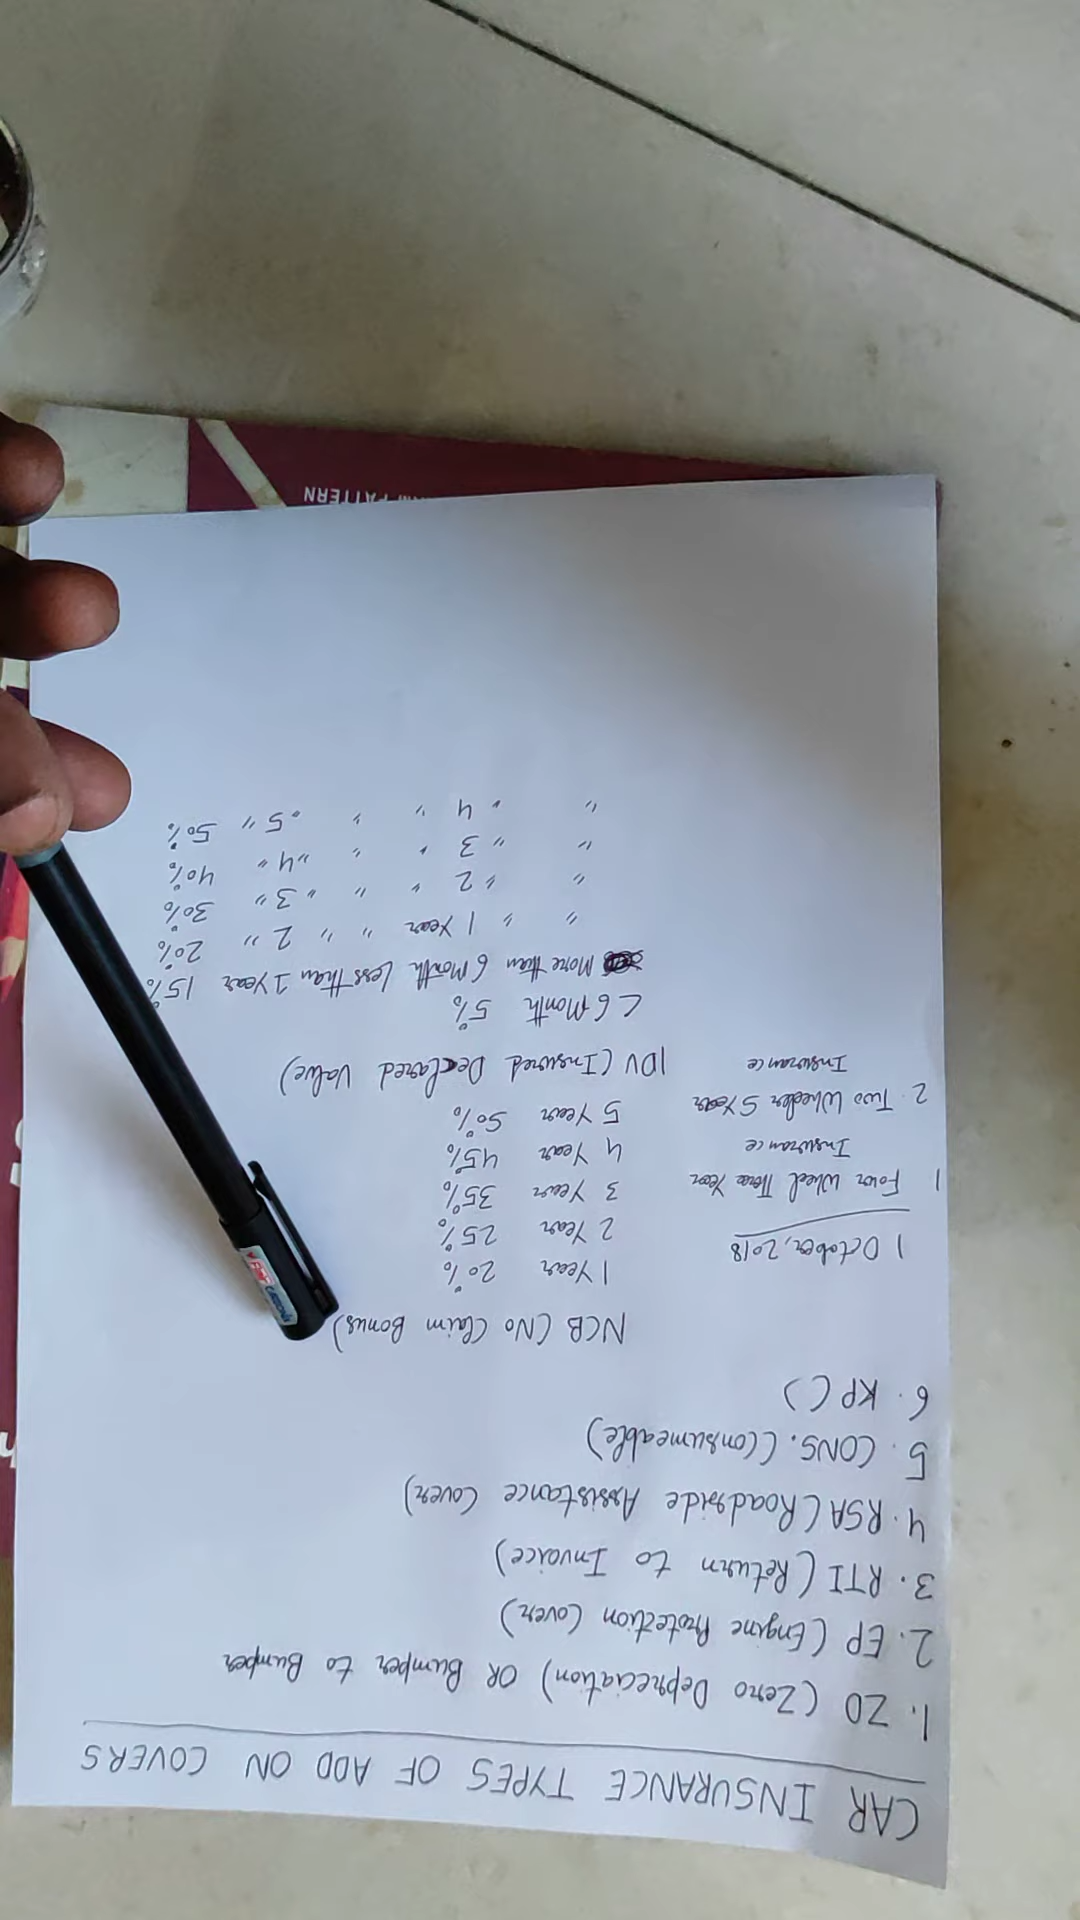 CAR INSURANCE TYPES OF ADD ON COVERS
1. ZD (Zero Depreciation) OR Bumper to Bumper
2. EP (Engine Protection Cover)
3. RTI (Return to Invoice)
4. RSA (Roadside Assistance Cover)
5. CONS. (Consumeable)
6. KP ( )
NCB (No Claim Bonus)
1 Year 20%
2 Year 25%
3 Year 35%
4 Year 45%
5 Year 50%
1 October, 2018
1 Four Wheel Three Year
Insurance
2. Two Wheeler 5 Year
Insurance
IDV (Insured Declared Value)
< 6 Month 5%
More than 6 Month Less than 1 Year 15%
" " 1 Year " " 2 " 20%
" " 2 " " " 3 " 30%
" " 3 " " " 4 " 40%
" " 4 " " " 5 " 50%
PATTERN